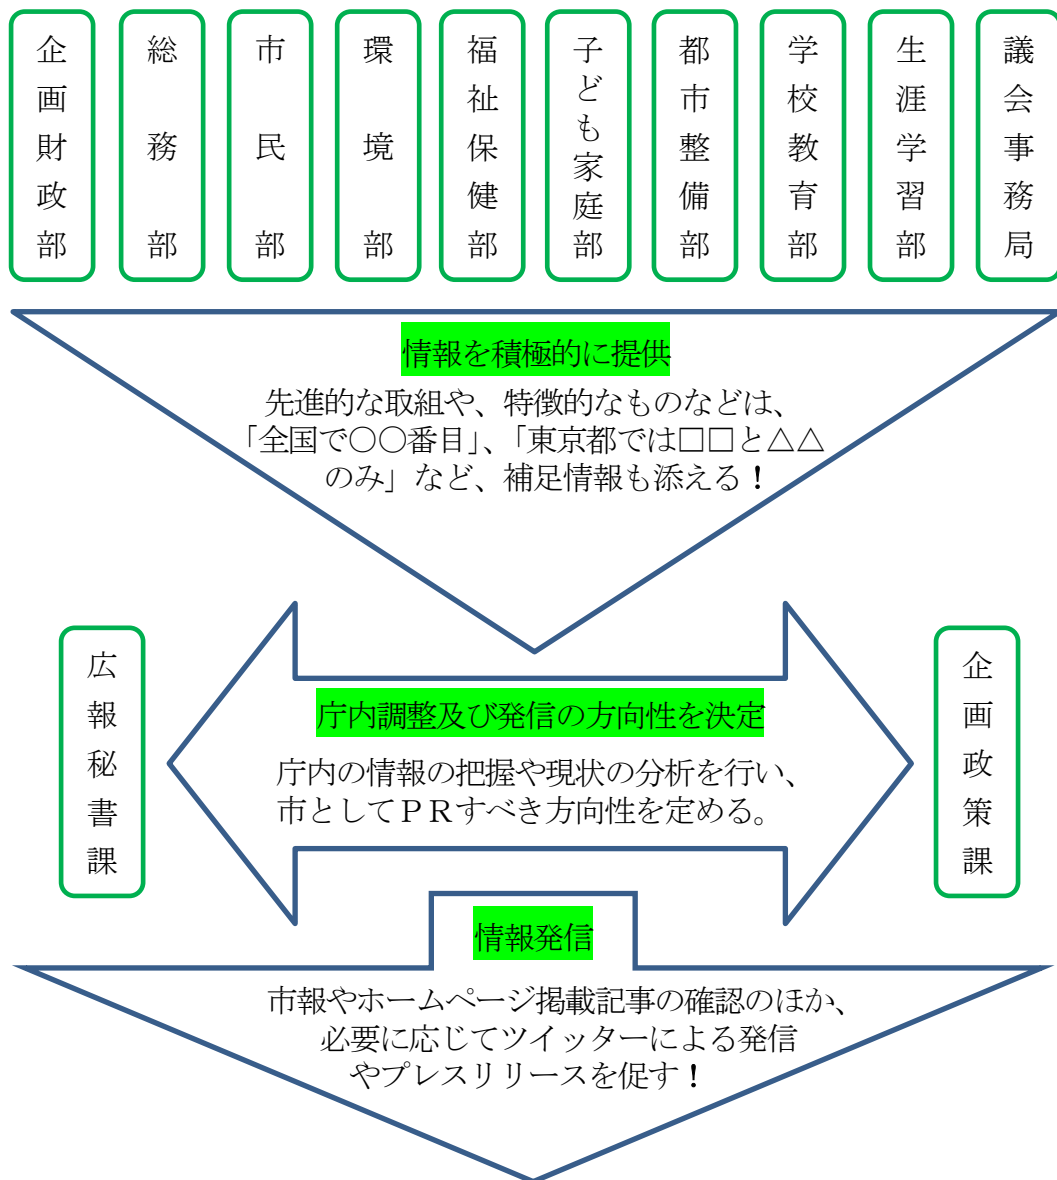 企画財政部
総務部
市民部
環境部
福祉保健部
子ども家庭部
都市整備部
学校教育部
生涯学習部
議会事務局
情報を積極的に提供
先進的な取組や、特徴的なものなどは、
「全国で○○番目」、「東京都では□□と△△
のみ」など、補足情報も添える！
広報秘書課
庁内調整及び発信の方向性を決定
庁内の情報の把握や現状の分析を行い、
市としてＰＲすべき方向性を定める。
企画政策課
情報発信
市報やホームページ掲載記事の確認のほか、
必要に応じてツイッターによる発信
やプレスリリースを促す！